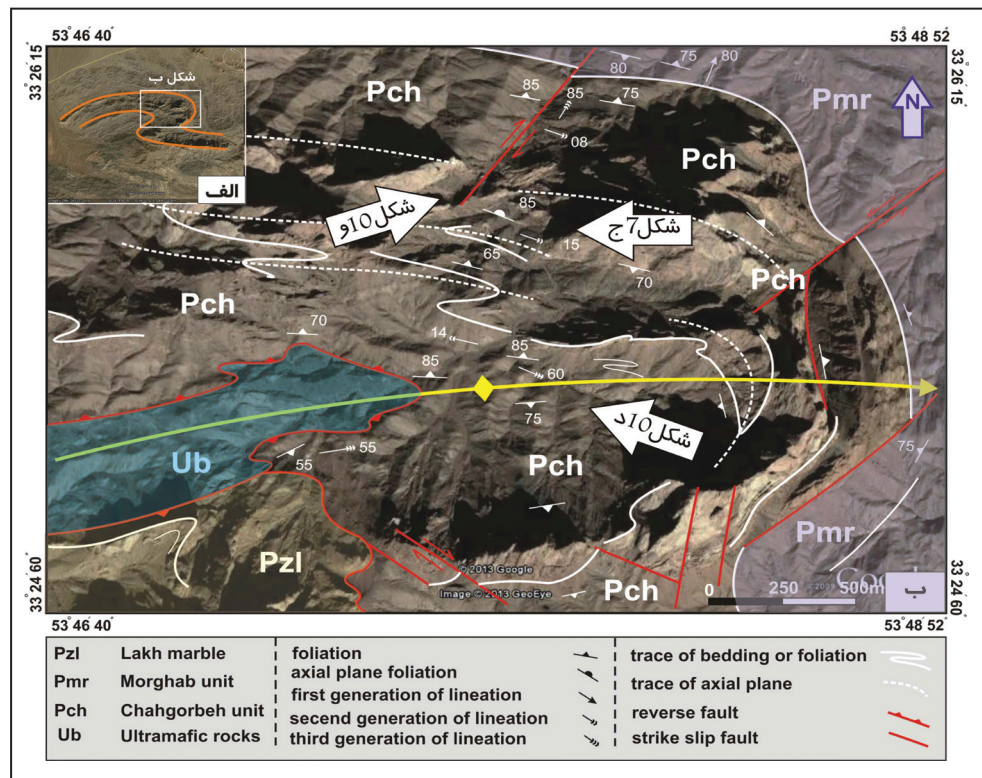 53° 46' 40"
53° 48' 52"
33° 26' 15"
33° 26' 15"
شکل ب
الف
Pch
85
75
80
75
80
Pmr
N
85
08
Pch
شکل10و
85
شکل7ج
15
65
70
Pch
Pch
70
14
85
60
85
75
شکل10د
Ub
55
55
Pch
75
Pmr
Pzl
© 2013 Google
Image © 2013 GeoEye
Pch
0 250 500m
ب
33° 24' 60"
33° 24' 60"
53° 46' 40"
53° 48' 52"
Pzl Lakh marble
Pmr Morghab unit
Pch Chahgorbeh unit
Ub Ultramafic rocks
foliation
axial plane foliation
first generation of lineation
secend generation of lineation
third generation of lineation
trace of bedding or foliation
trace of axial plane
reverse fault
strike slip fault